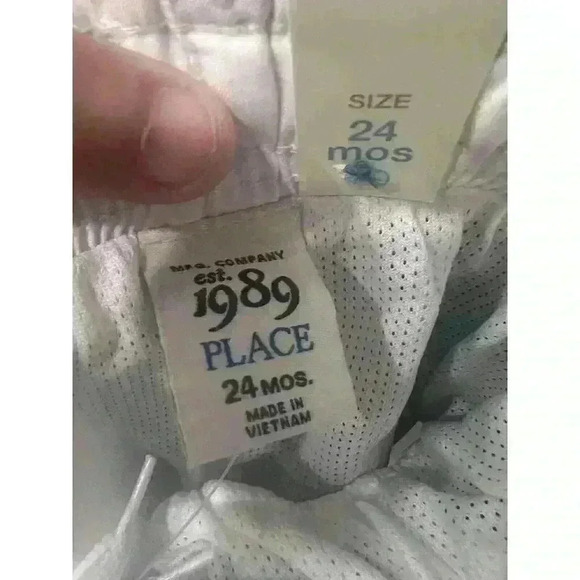 SIZE
24
mos
MFG. COMPANY
est.
1989
PLACE
24 MOS.
MADE IN
VIETNAM